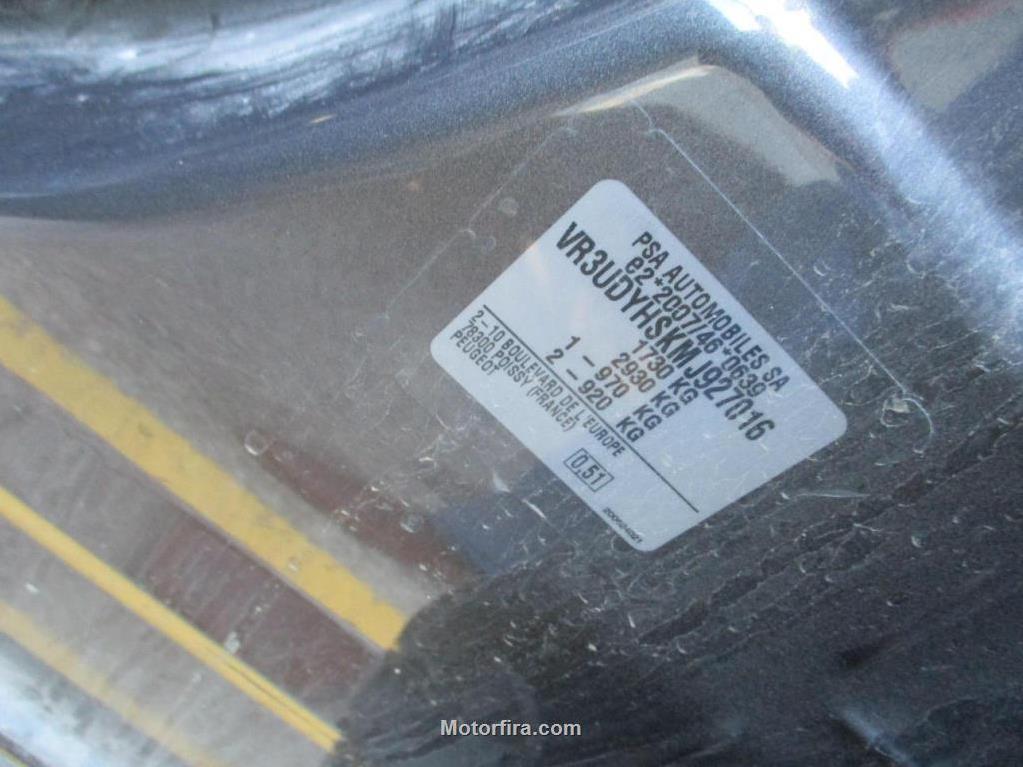 PSA AUTOMOBILES SA
e2*2007/46*0639
VR3UDYHSKMJ927016
1730 KG
2930 KG
1 – 970 KG
2 – 920 KG
2–10 BOULEVARD DE L'EUROPE
78300 POISSY (FRANCE)
PEUGEOT
0,51
Motorfira.com